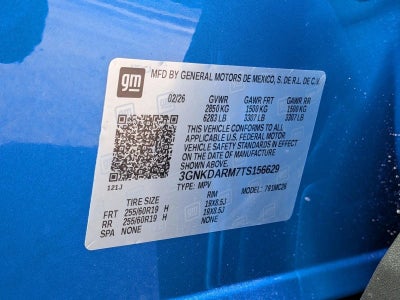 gm MFD BY GENERAL MOTORS DE MEXICO, S. DE R.L. DE C.V.
02/26 GVWR GAWR FRT GAWR RR
2850 KG 1500 KG 1500 KG
6283 LB 3307 LB 3307 LB
THIS VEHICLE CONFORMS TO ALL
APPLICABLE U.S. FEDERAL MOTOR
VEHICLE SAFETY STANDARDS IN EFFECT
ON THE DATE OF MANUFACTURE
SHOWN ABOVE.
3GNKDARM7TS156629
121J TYPE: MPV MODEL: 791MC26
TIRE SIZE RIM
FRT 255/60R19 H 19X8.5J
RR 255/60R19 H 19X8.5J
SPA NONE NONE